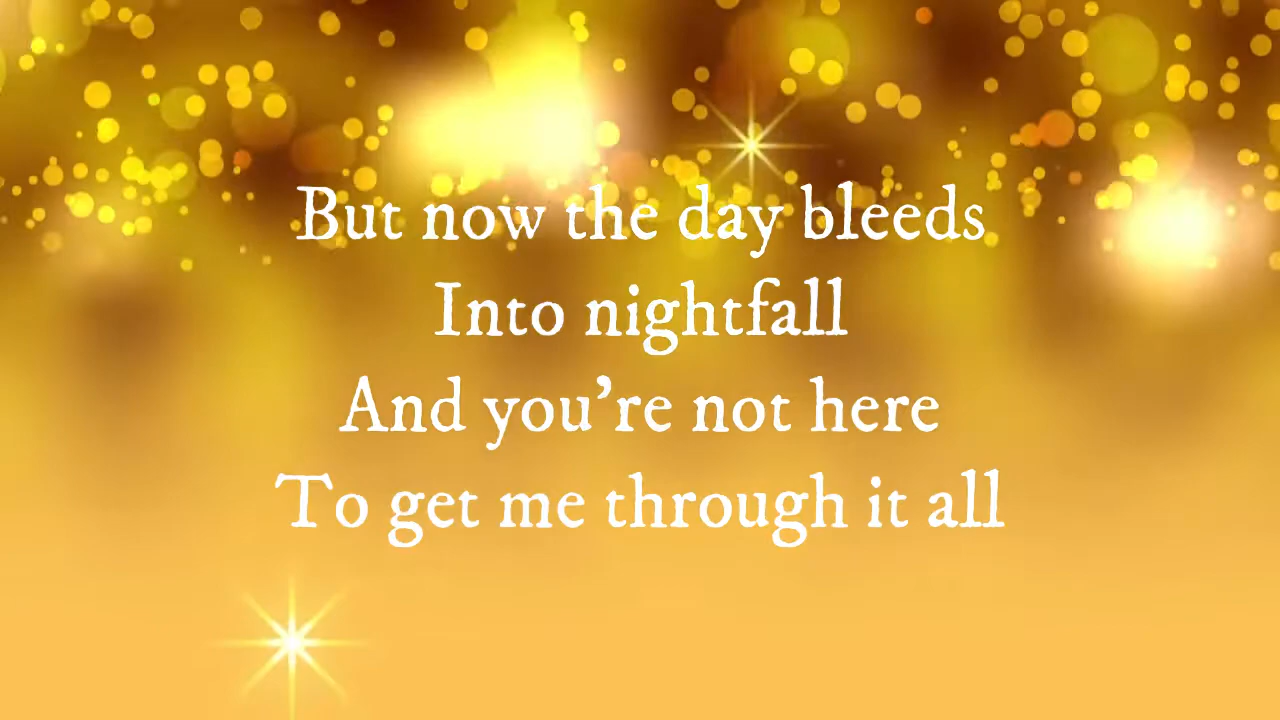 But now the day bleeds
Into nightfall
And you’re not here
To get me through it all